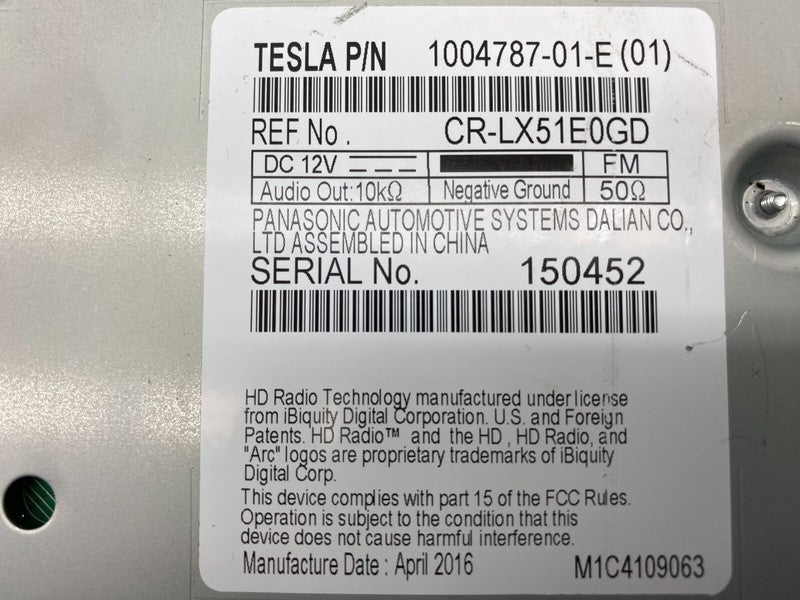 TESLA P/N 1004787-01-E (01)
REF No. CR-LX51E0GD
DC 12V FM
Audio Out:10kΩ Negative Ground 50Ω
PANASONIC AUTOMOTIVE SYSTEMS DALIAN CO.,
LTD ASSEMBLED IN CHINA
SERIAL No. 150452
HD Radio Technology manufactured under license
from iBiquity Digital Corporation. U.S. and Foreign
Patents. HD Radio™ and the HD, HD Radio, and
"Arc" logos are proprietary trademarks of iBiquity
Digital Corp.
This device complies with part 15 of the FCC Rules.
Operation is subject to the condition that this
device does not cause harmful interference.
Manufacture Date : April 2016 M1C4109063